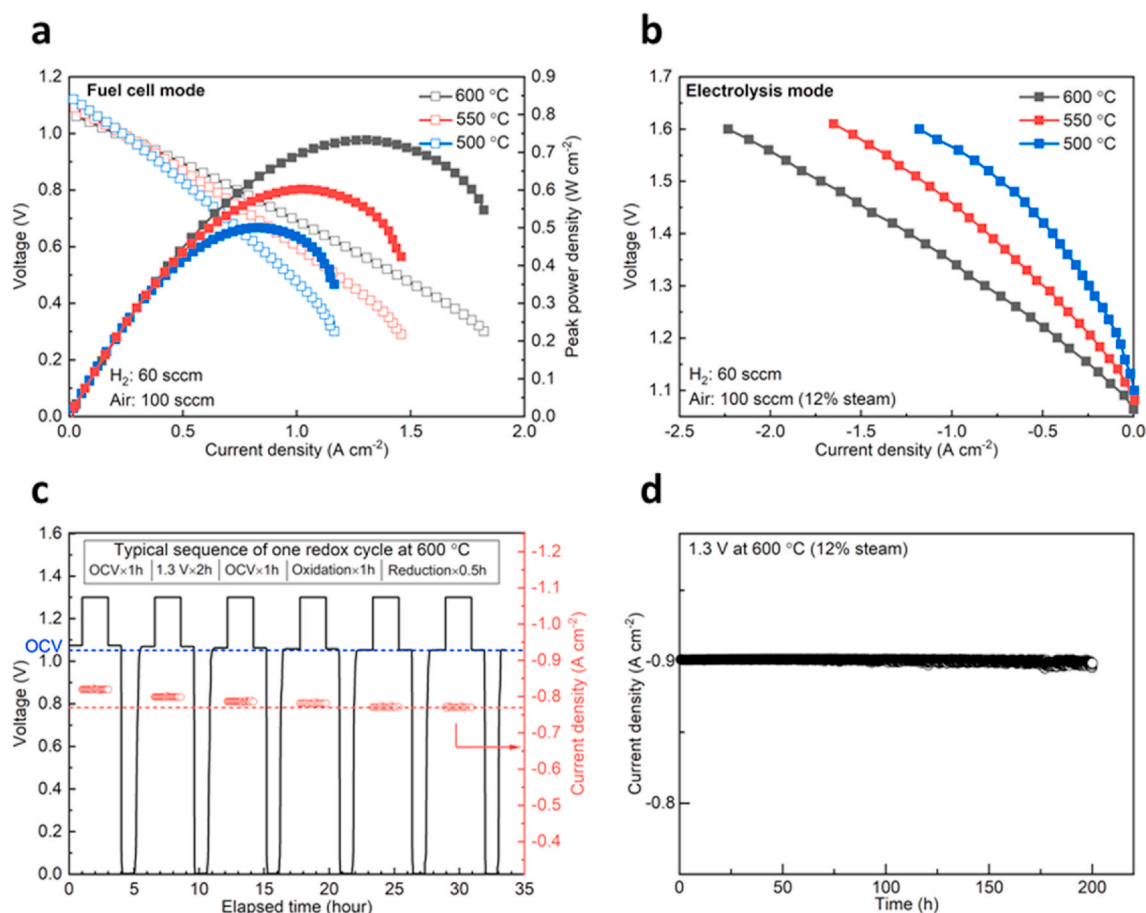 a
Fuel cell mode
600 °C
550 °C
500 °C
H2: 60 sccm
Air: 100 sccm
1.2
1.0
0.8
0.6
0.4
0.2
0.0
Voltage (V)
0.9
0.8
0.7
0.6
0.5
0.4
0.3
0.2
0.1
0.0
Peak power density (W cm-2)
0.0 0.5 1.0 1.5 2.0
Current density (A cm-2)
b
Electrolysis mode
600 °C
550 °C
500 °C
H2: 60 sccm
Air: 100 sccm (12% steam)
1.7
1.6
1.5
1.4
1.3
1.2
1.1
Voltage (V)
-2.5 -2.0 -1.5 -1.0 -0.5 0.0
Current density (A cm-2)
c
Typical sequence of one redox cycle at 600 °C
OCV×1h | 1.3 V×2h | OCV×1h | Oxidation×1h | Reduction×0.5h
1.6
1.4
1.2
OCV
1.0
0.8
0.6
0.4
0.2
0.0
Voltage (V)
-1.2
-1.1
-1.0
-0.9
-0.8
-0.7
-0.6
-0.5
-0.4
Current density (A cm-2)
0 5 10 15 20 25 30 35
Elapsed time (hour)
d
1.3 V at 600 °C (12% steam)
-0.9
-0.8
Current density (A cm-2)
0 50 100 150 200
Time (h)